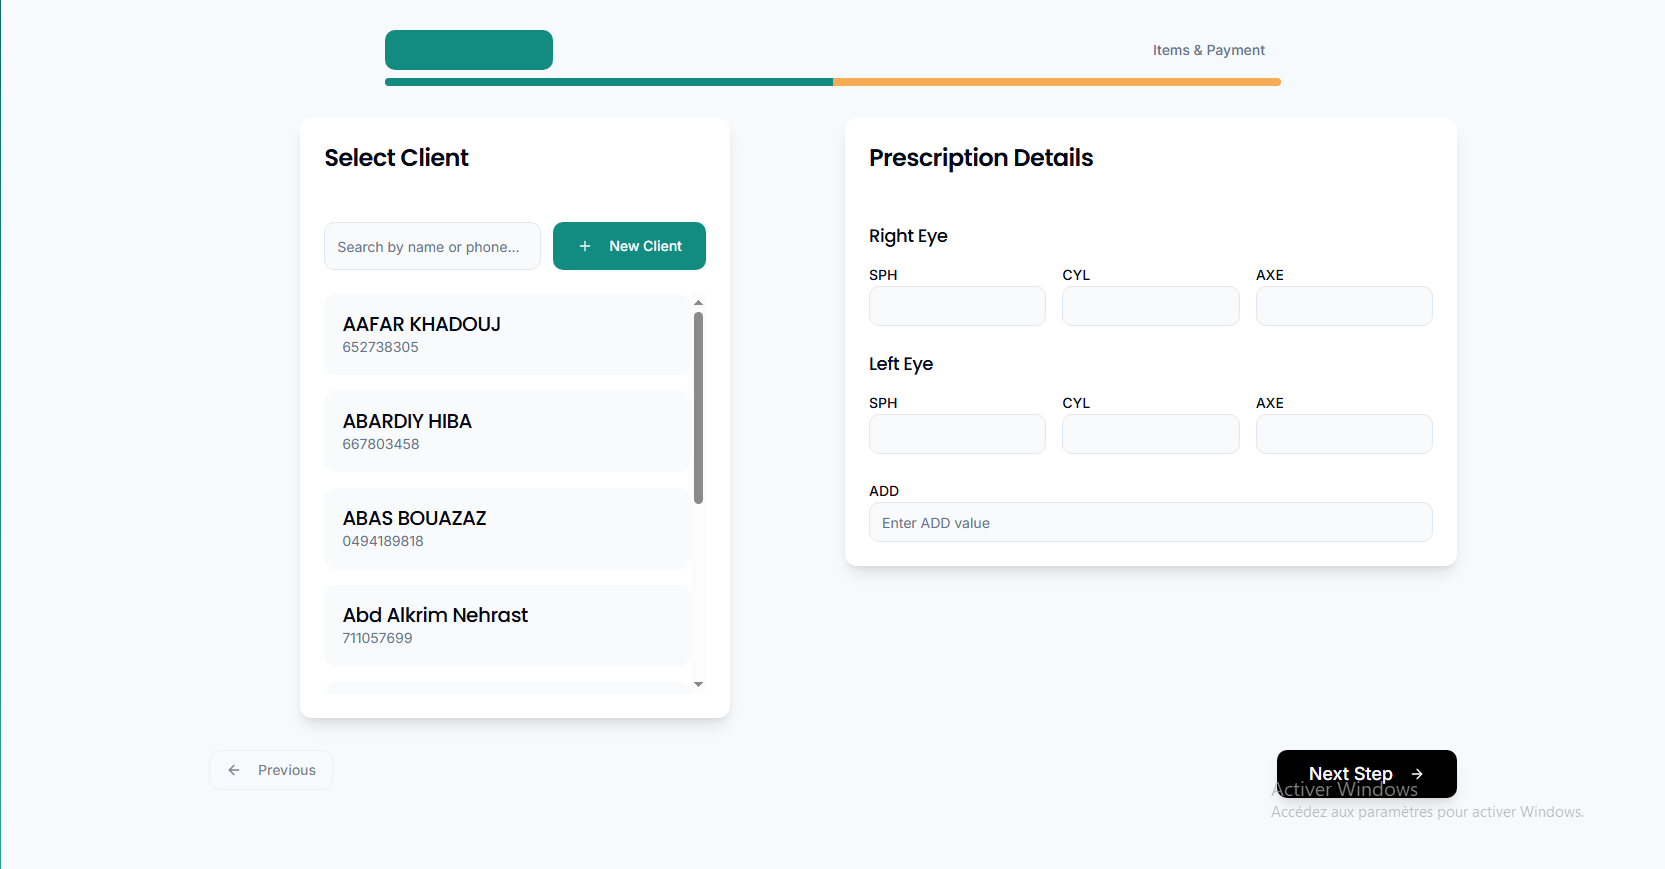 Items & Payment
Select Client
Search by name or phone...
+ New Client
AAFAR KHADOUJ
652738305
ABARDIY HIBA
667803458
ABAS BOUAZAZ
0494189818
Abd Alkrim Nehrast
711057699
Prescription Details
Right Eye
SPH CYL AXE
Left Eye
SPH CYL AXE
ADD
Enter ADD value
← Previous
Next Step →
Activer Windows
Accédez aux paramètres pour activer Windows.